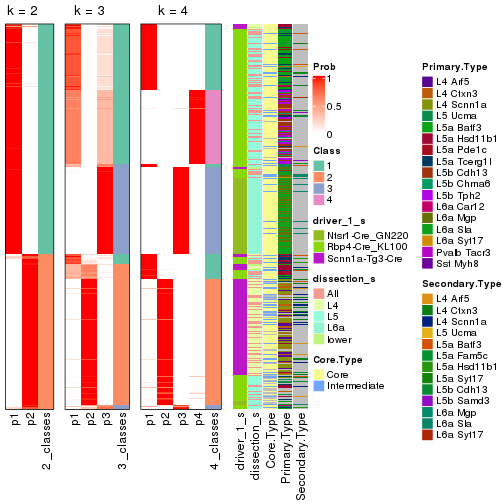 k = 2
k = 3
k = 4
p1
p2
2_classes
p1
p2
p3
3_classes
p1
p2
p3
p4
4_classes
driver_1_s
dissection_s
Core.Type
Primary.Type
Secondary.Type
Prob
1
0.5
0
Class
1
2
3
4
driver_1_s
Ntsr1-Cre_GN220
Rbp4-Cre_KL100
Scnn1a-Tg3-Cre
dissection_s
All
L4
L5
L6a
lower
Core.Type
Core
Intermediate
Primary.Type
L4 Arf5
L4 Ctxn3
L4 Scnn1a
L5 Ucma
L5a Batf3
L5a Hsd11b1
L5a Pde1c
L5a Tcerg1l
L5b Cdh13
L5b Chrna6
L5b Tph2
L6a Car12
L6a Mgp
L6a Sla
L6a Syt17
Pvalb Tacr3
Sst Myh8
Secondary.Type
L4 Arf5
L4 Ctxn3
L4 Scnn1a
L5 Ucma
L5a Batf3
L5a Fam5c
L5a Hsd11b1
L5a Syt17
L5b Cdh13
L5b Samd3
L6a Mgp
L6a Sla
L6a Syt17